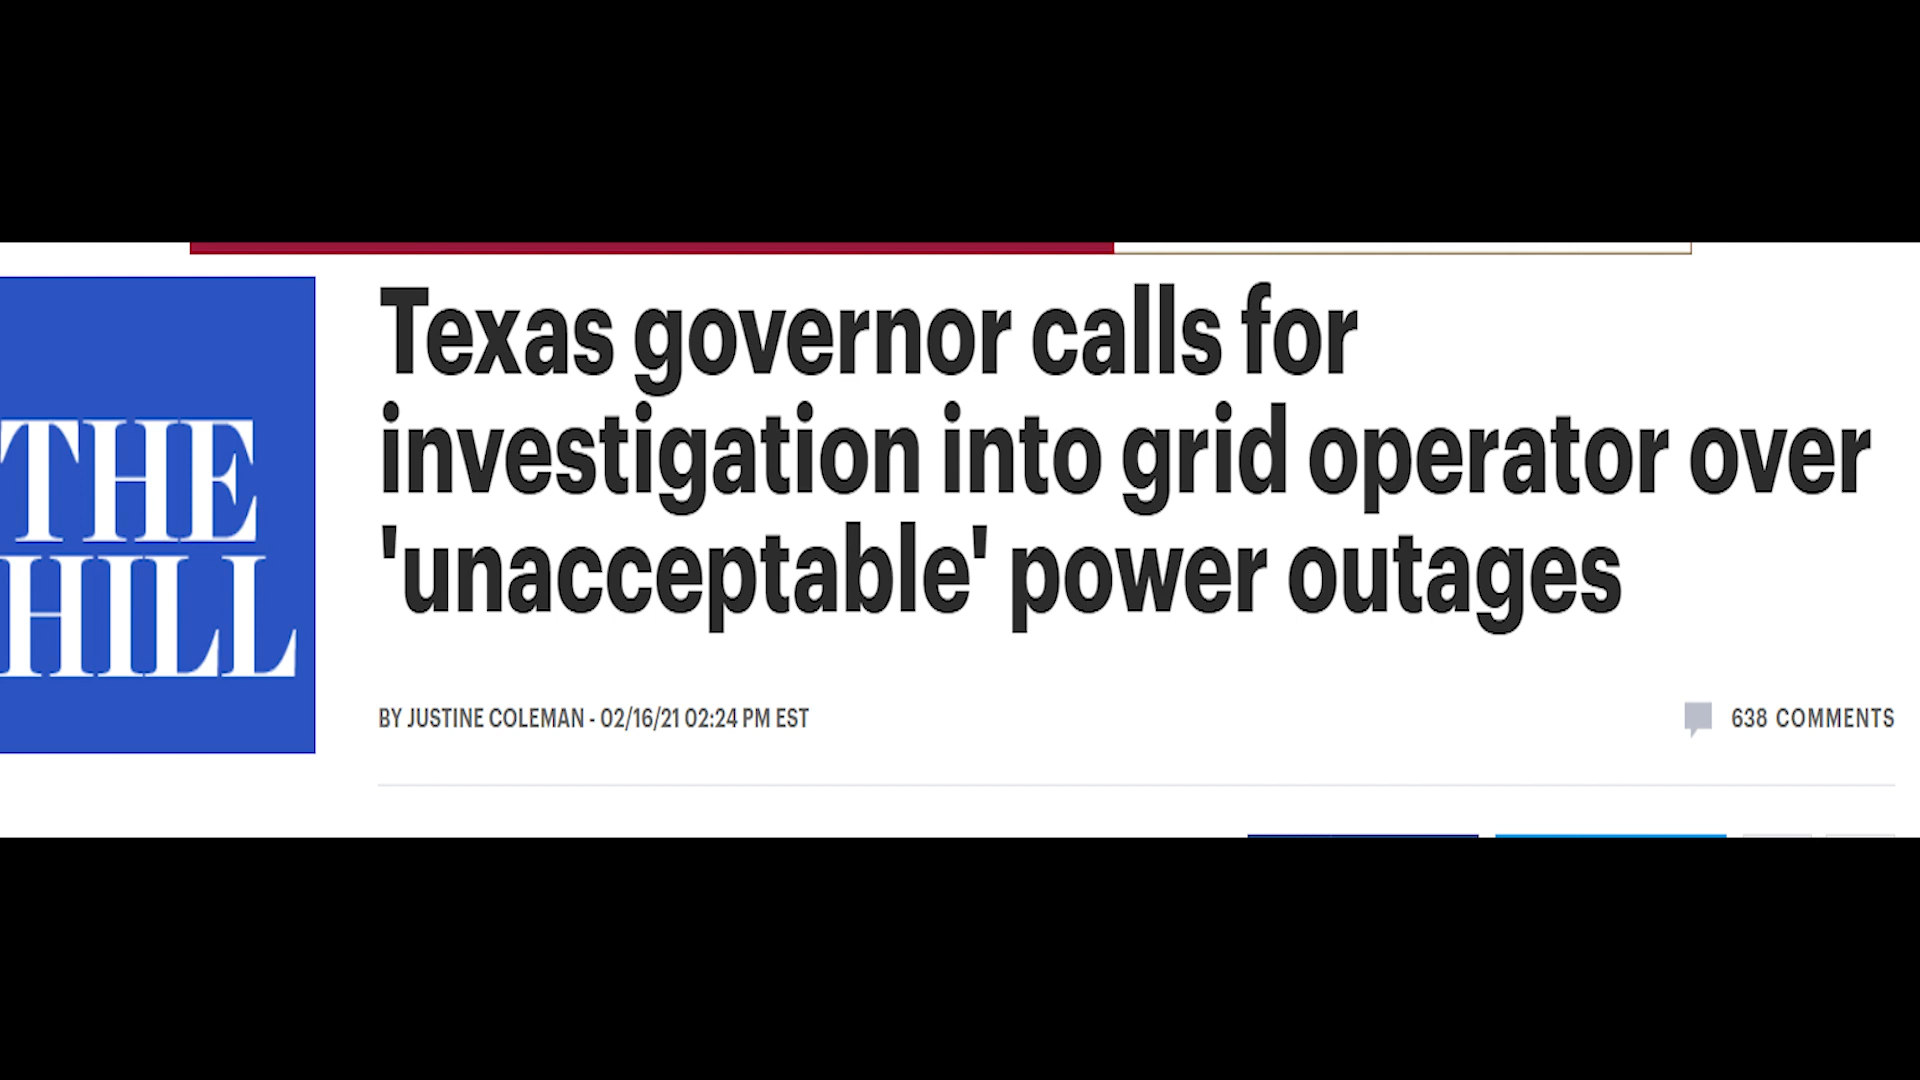 THE
HILL
Texas governor calls for
investigation into grid operator over
'unacceptable' power outages
BY JUSTINE COLEMAN - 02/16/21 02:24 PM EST
638 COMMENTS